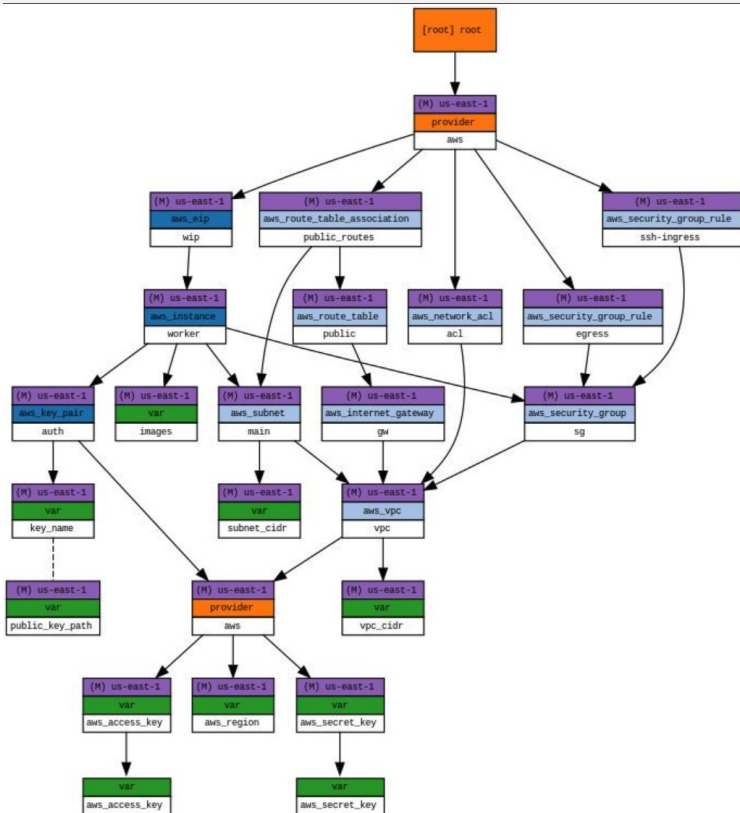 [root] root
(M) us-east-1
provider
aws
(M) us-east-1
aws_eip
wip
(M) us-east-1
aws_route_table_association
public_routes
(M) us-east-1
aws_security_group_rule
ssh-ingress
(M) us-east-1
aws_instance
worker
(M) us-east-1
aws_route_table
public
(M) us-east-1
aws_network_acl
acl
(M) us-east-1
aws_security_group_rule
egress
(M) us-east-1
aws_key_pair
auth
(M) us-east-1
var
images
(M) us-east-1
aws_subnet
main
(M) us-east-1
aws_internet_gateway
gw
(M) us-east-1
aws_security_group
sg
(M) us-east-1
var
key_name
(M) us-east-1
var
subnet_cidr
(M) us-east-1
aws_vpc
vpc
(M) us-east-1
var
public_key_path
(M) us-east-1
provider
aws
(M) us-east-1
var
vpc_cidr
(M) us-east-1
var
aws_access_key
(M) us-east-1
var
aws_region
(M) us-east-1
var
aws_secret_key
var
aws_access_key
var
aws_secret_key